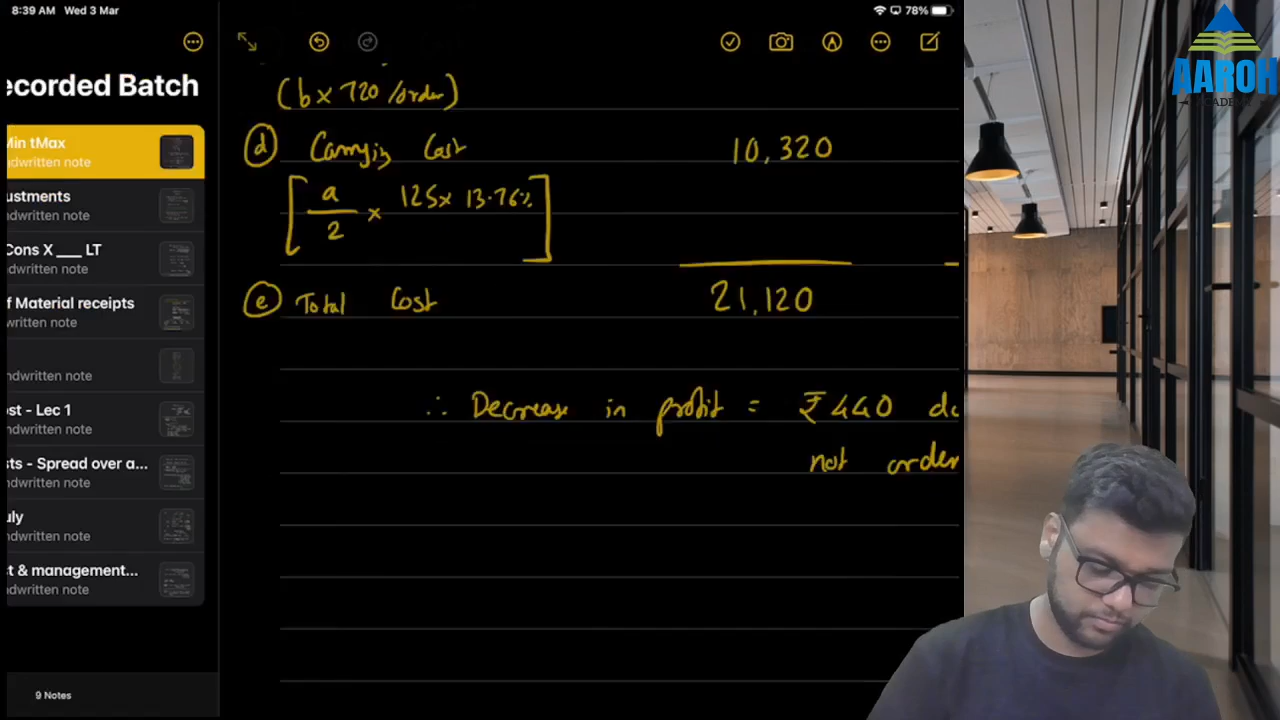 8:39 AM Wed 3 Mar
78%
ecorded Batch
Min tMax
ndwritten note
ustments
ndwritten note
Cons X ___ LT
ndwritten note
f Material receipts
ndwritten note
ndwritten note
ost - Lec 1
ndwritten note
sts - Spread over a...
ndwritten note
uly
ndwritten note
t & management...
ndwritten note
9 Notes
(b x 720 /order)
(d) Carrying Cost 10,320
[a/2 x 125 x 13.76%]
(e) Total Cost 21,120
∴ Decrease in profit = ₹440 du
not order
AAROH
ACADEMY